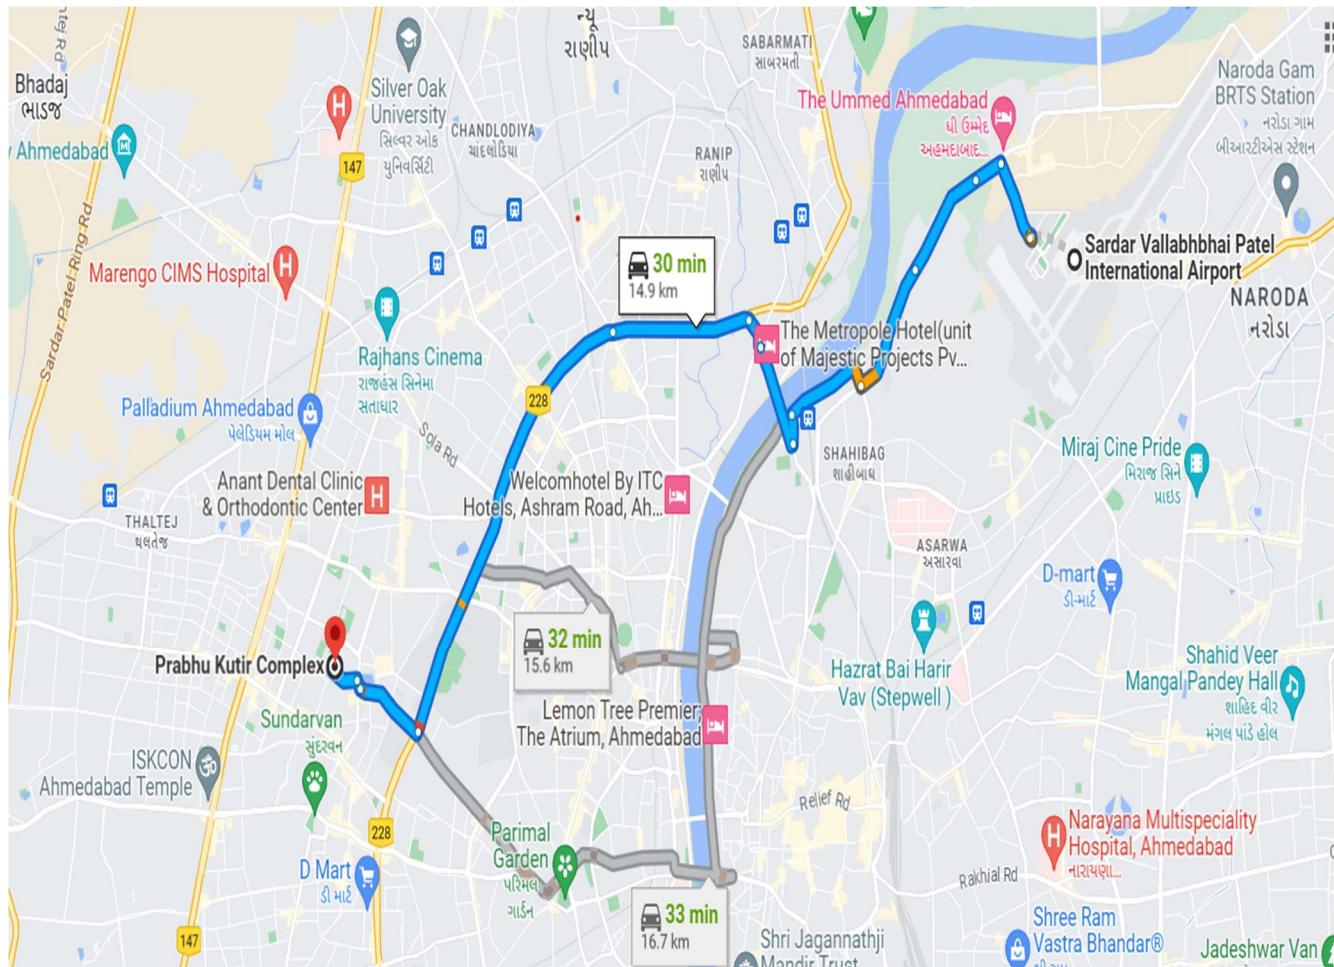 ન્યૂ
રાણીપ
SABARMATI
સાબરમતી
Bhadaj
ભાડજ
Silver Oak
University
સિલ્વર ઓક
યુનિવર્સિટી
CHANDLODIYA
ચાંદલોડિયા
The Ummed Ahmedabad
ધી ઉમ્મેદ
અહમદાબાદ...
Naroda Gam
BRTS Station
નરોડા ગામ
બીઆરટીએસ સ્ટેશન
Ahmedabad
147
RANIP
રાણીપ
Sardar Patel Ring Rd
Marengo CIMS Hospital
30 min
14.9 km
Sardar Vallabhbhai Patel
International Airport
NARODA
નરોડા
Rajhans Cinema
રાજહંસ સિનેમા
સતાધાર
The Metropole Hotel(unit
of Majestic Projects Pv...
Palladium Ahmedabad
પેલેડિયમ મોલ
228
Sola Rd
SHAHIBAG
શાહીબાઘ
Miraj Cine Pride
મિરાજ સિને
પ્રાઇડ
Anant Dental Clinic
& Orthodontic Center
Welcomhotel By ITC
Hotels, Ashram Road, Ah...
THALTEJ
થલતેજ
ASARWA
અસારવા
D-mart
ડી-માર્ટ
32 min
15.6 km
Prabhu Kutir Complex
Hazrat Bai Harir
Vav (Stepwell )
Shahid Veer
Mangal Pandey Hall
શાહિદ વીર
મંગલ પાંડે હોલ
Sundarvan
સુંદરવન
Lemon Tree Premier,
The Atrium, Ahmedabad
ISKCON
Ahmedabad Temple
Relief Rd
228
Parimal
Garden
પરિમલ
ગાર્ડન
Narayana Multispeciality
Hospital, Ahmedabad
નારાયણા...
D Mart
ડી માર્ટ
Rakhial Rd
33 min
16.7 km
147
Shri Jagannathji
Mandir Trust
Shree Ram
Vastra Bhandar®
Jadeshwar Van